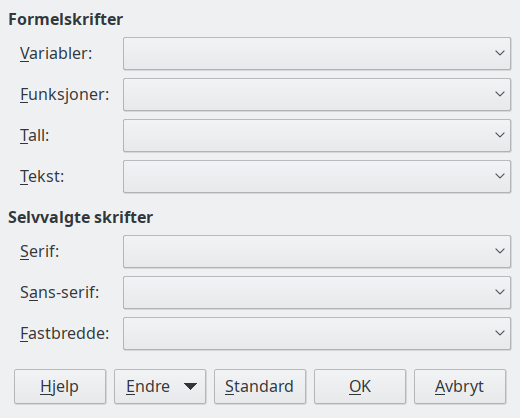 Formelskrifter
Variabler:
Funksjoner:
Tall:
Tekst:
Selvvalgte skrifter
Serif:
Sans-serif:
Fastbredde:
Hjelp Endre Standard OK Avbryt